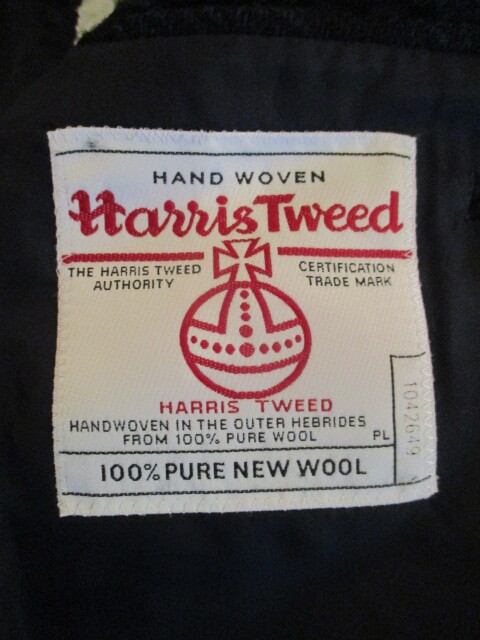 HAND WOVEN
Harris Tweed
THE HARRIS TWEED
AUTHORITY
CERTIFICATION
TRADE MARK
HARRIS TWEED
HANDWOVEN IN THE OUTER HEBRIDES
FROM 100% PURE WOOL
PL
1042649
100% PURE NEW WOOL